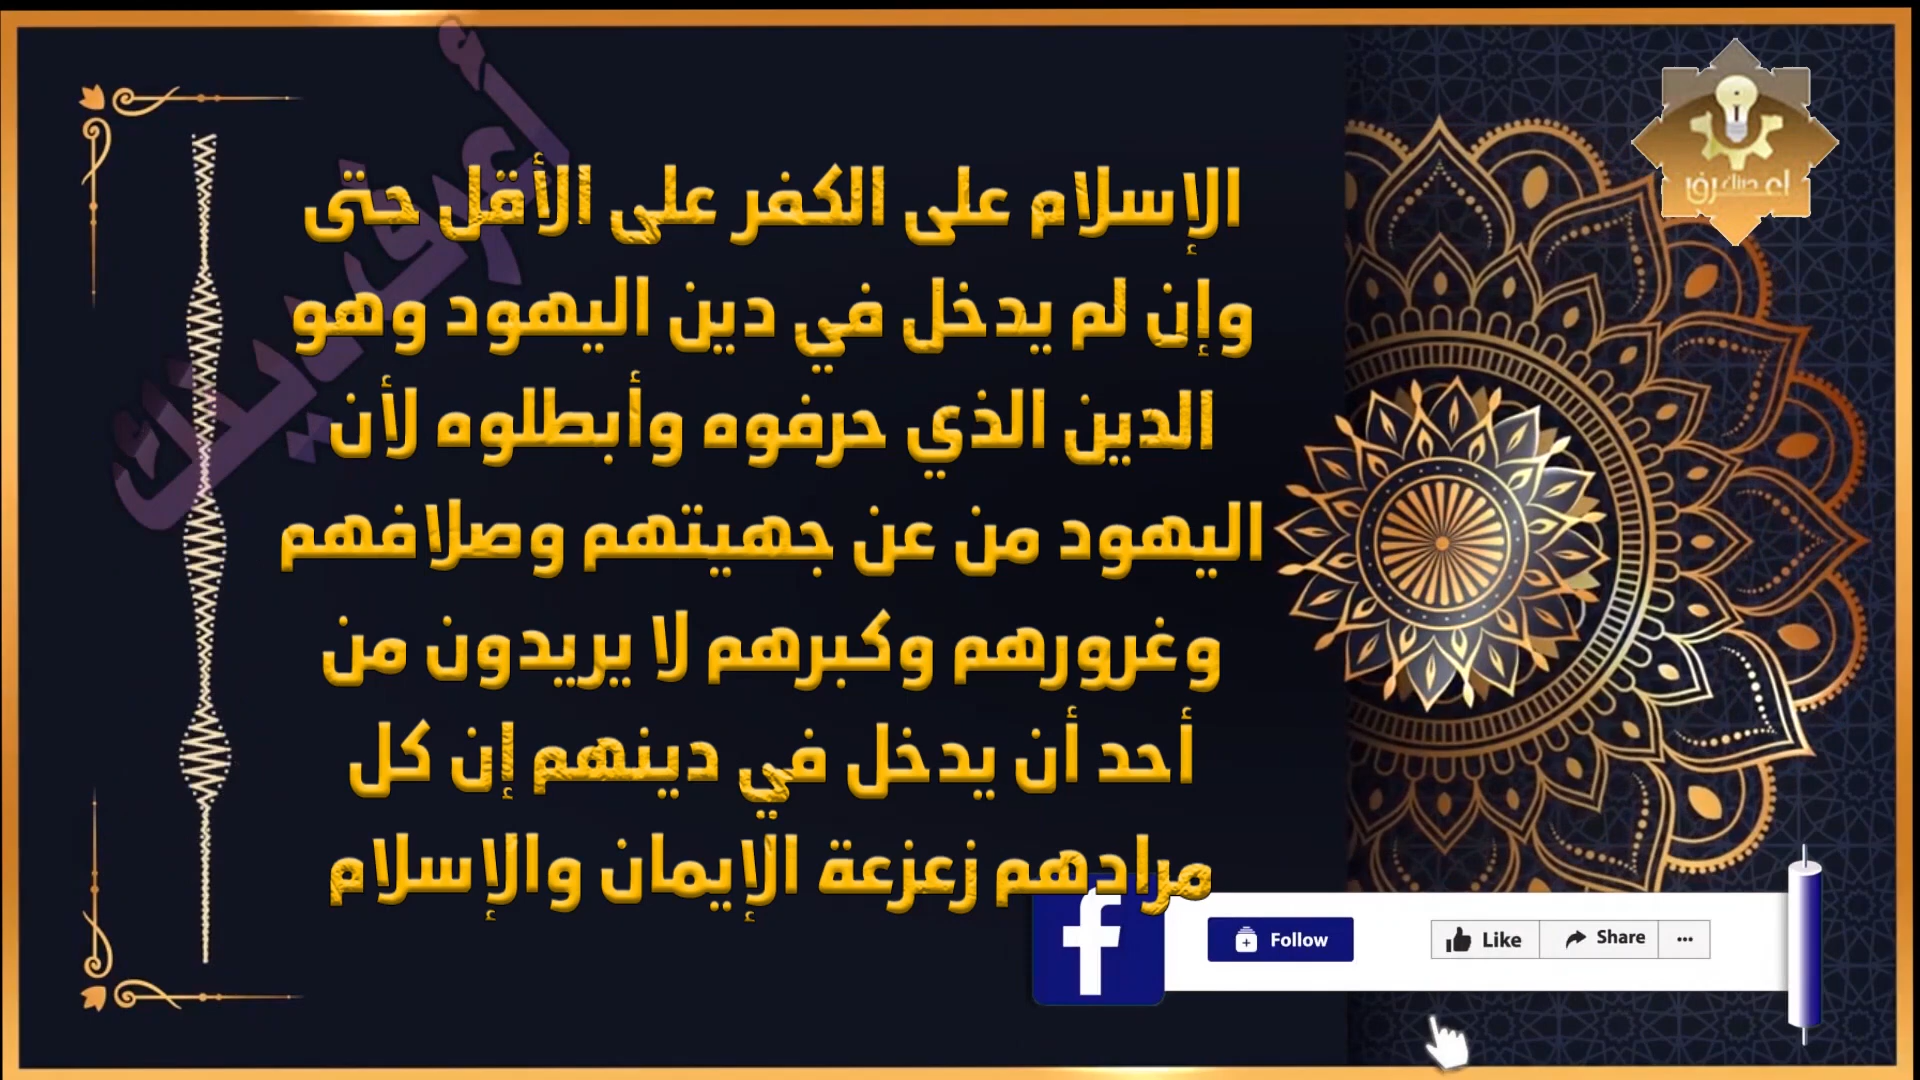 الإسلام على الكفر على الأقل حتى
وإن لم يدخل في دين اليهود وهو
الدين الذي حرفوه وأبطلوه لأن
اليهود من عن جهيتهم وصلافهم
وغرورهم وكبرهم لا يريدون من
أحد أن يدخل في دينهم إن كل
مرادهم زعزعة الإيمان والإسلام
f
Follow
Like
Share
أعرف دينك